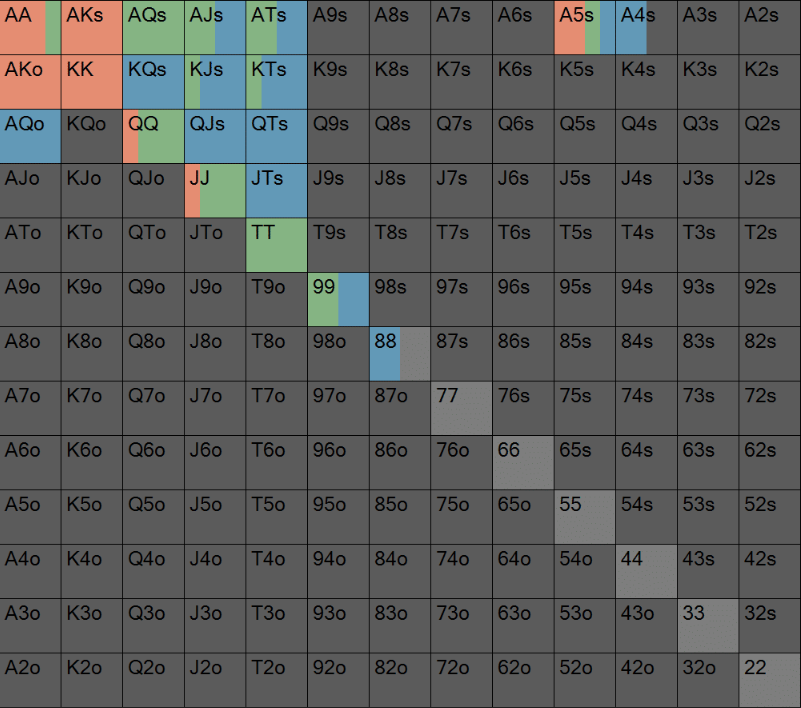 AA AKs AQs AJs ATs A9s A8s A7s A6s A5s A4s A3s A2s
AKo KK KQs KJs KTs K9s K8s K7s K6s K5s K4s K3s K2s
AQo KQo QQ QJs QTs Q9s Q8s Q7s Q6s Q5s Q4s Q3s Q2s
AJo KJo QJo JJ JTs J9s J8s J7s J6s J5s J4s J3s J2s
ATo KTo QTo JTo TT T9s T8s T7s T6s T5s T4s T3s T2s
A9o K9o Q9o J9o T9o 99 98s 97s 96s 95s 94s 93s 92s
A8o K8o Q8o J8o T8o 98o 88 87s 86s 85s 84s 83s 82s
A7o K7o Q7o J7o T7o 97o 87o 77 76s 75s 74s 73s 72s
A6o K6o Q6o J6o T6o 96o 86o 76o 66 65s 64s 63s 62s
A5o K5o Q5o J5o T5o 95o 85o 75o 65o 55 54s 53s 52s
A4o K4o Q4o J4o T4o 94o 84o 74o 64o 54o 44 43s 42s
A3o K3o Q3o J3o T3o 93o 83o 73o 63o 53o 43o 33 32s
A2o K2o Q2o J2o T2o 92o 82o 72o 62o 52o 42o 32o 22